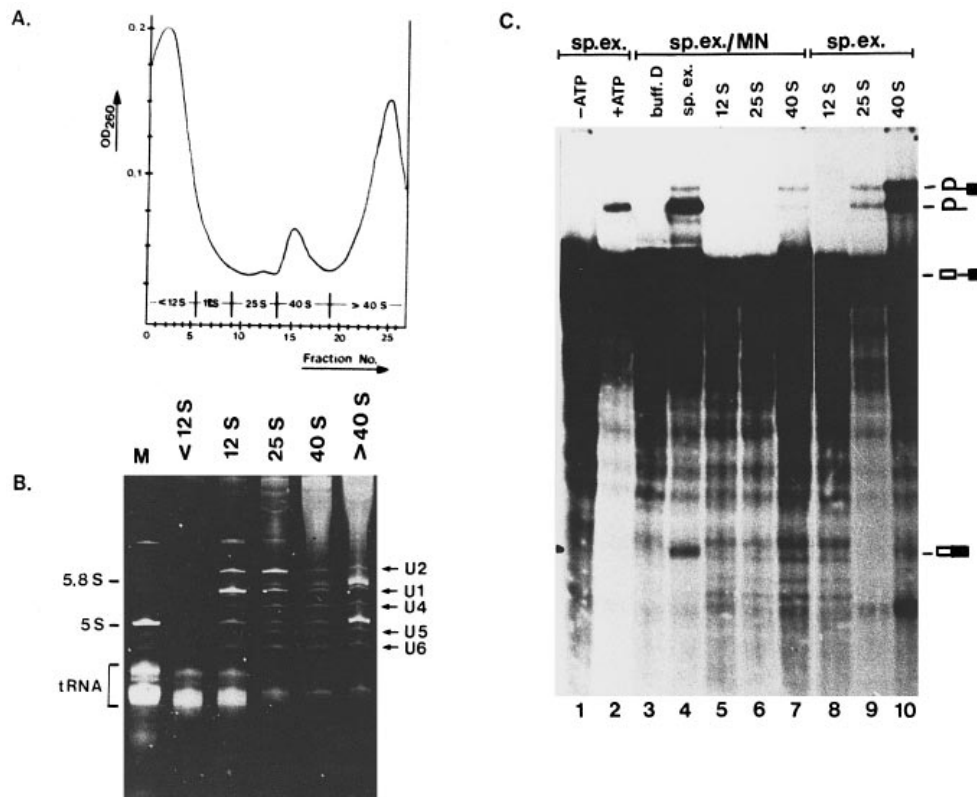 A.
0.2
0.1
OD260
<12S
12S
25 S
40 S
> 40 S
0
5
10
15
20
25
Fraction No.
B.
M
<12 S
12 S
25 S
40 S
>40 S
5.8 S
5S
tRNA
U2
U1
U4
U5
U6
C.
sp.ex.
sp.ex./MN
sp.ex.
-ATP
+ATP
buff. D
sp. ex.
12 S
25 S
40 S
12 S
25 S
40 S
1 2 3 4 5 6 7 8 9 10